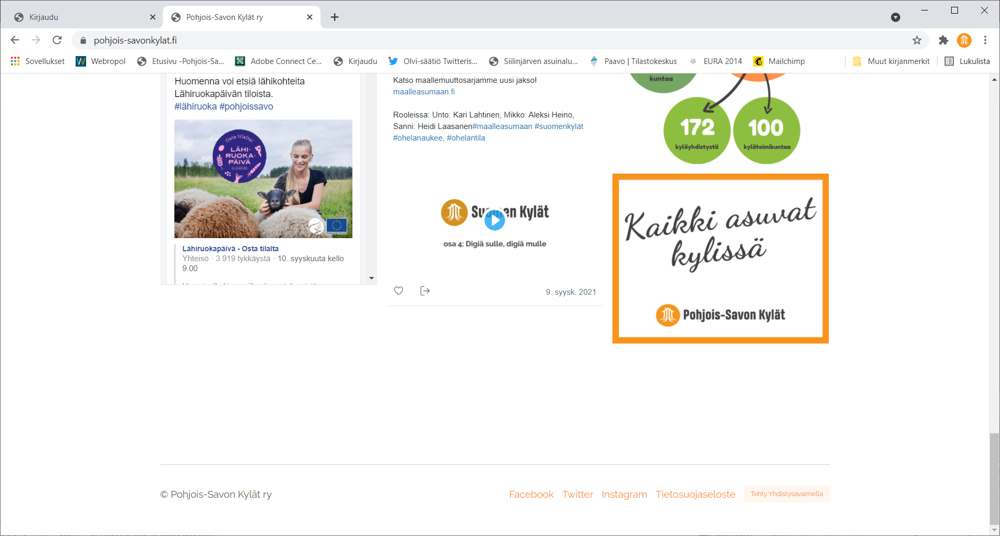 Kirjaudu
Pohjois-Savon Kylät ry
pohjois-savonkylat.fi
Sovellukset
Webropol
Etusivu -Pohjois-Sa...
Adobe Connect Ce...
Kirjaudu
Olvi-säätiö Twitteris...
Siilinjärven asuinalu...
Paavo | Tilastokeskus
EURA 2014
Mailchimp
Muut kirjanmerkit
Lukulista
Huomenna voi etsiä lähikohteita
Lähiruokapäivän tiloista.
#lähiruoka #pohjoissavo
Osta tilalta!
LÄHI-
RUOKA-
PÄIVÄ
11.9.2021
Lähiruokapäivä - Osta tilalta
Yhteisö · 3 919 tykkäystä · 10. syyskuuta kello
9.00
Katso maallemuuttosarjamme uusi jakso!
maalleasumaan.fi
Rooleissa: Unto: Kari Lahtinen, Mikko: Aleksi Heino,
Sanni: Heidi Laasanen#maalleasumaan #suomenkylät
#ohelanaukee, #ohelantila
Suomen Kylät
osa 4: Digiä sulle, digiä mulle
9. syysk. 2021
kuntaa
172
kyläyhdistystä
100
kylätoimikuntaa
Kaikki asuvat
kylissä
Pohjois-Savon Kylät
© Pohjois-Savon Kylät ry
Facebook
Twitter
Instagram
Tietosuojaseloste
Tehty Yhdistysavaimella